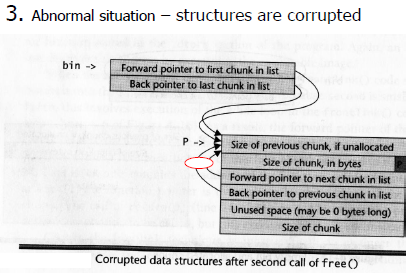 3. Abnormal situation – structures are corrupted
bin ->
Forward pointer to first chunk in list
Back pointer to last chunk in list
P ->
Size of previous chunk, if unallocated
Size of chunk, in bytes
P
Forward pointer to next chunk in list
Back pointer to previous chunk in list
Unused space (may be 0 bytes long)
Size of chunk
Corrupted data structures after second call of free()